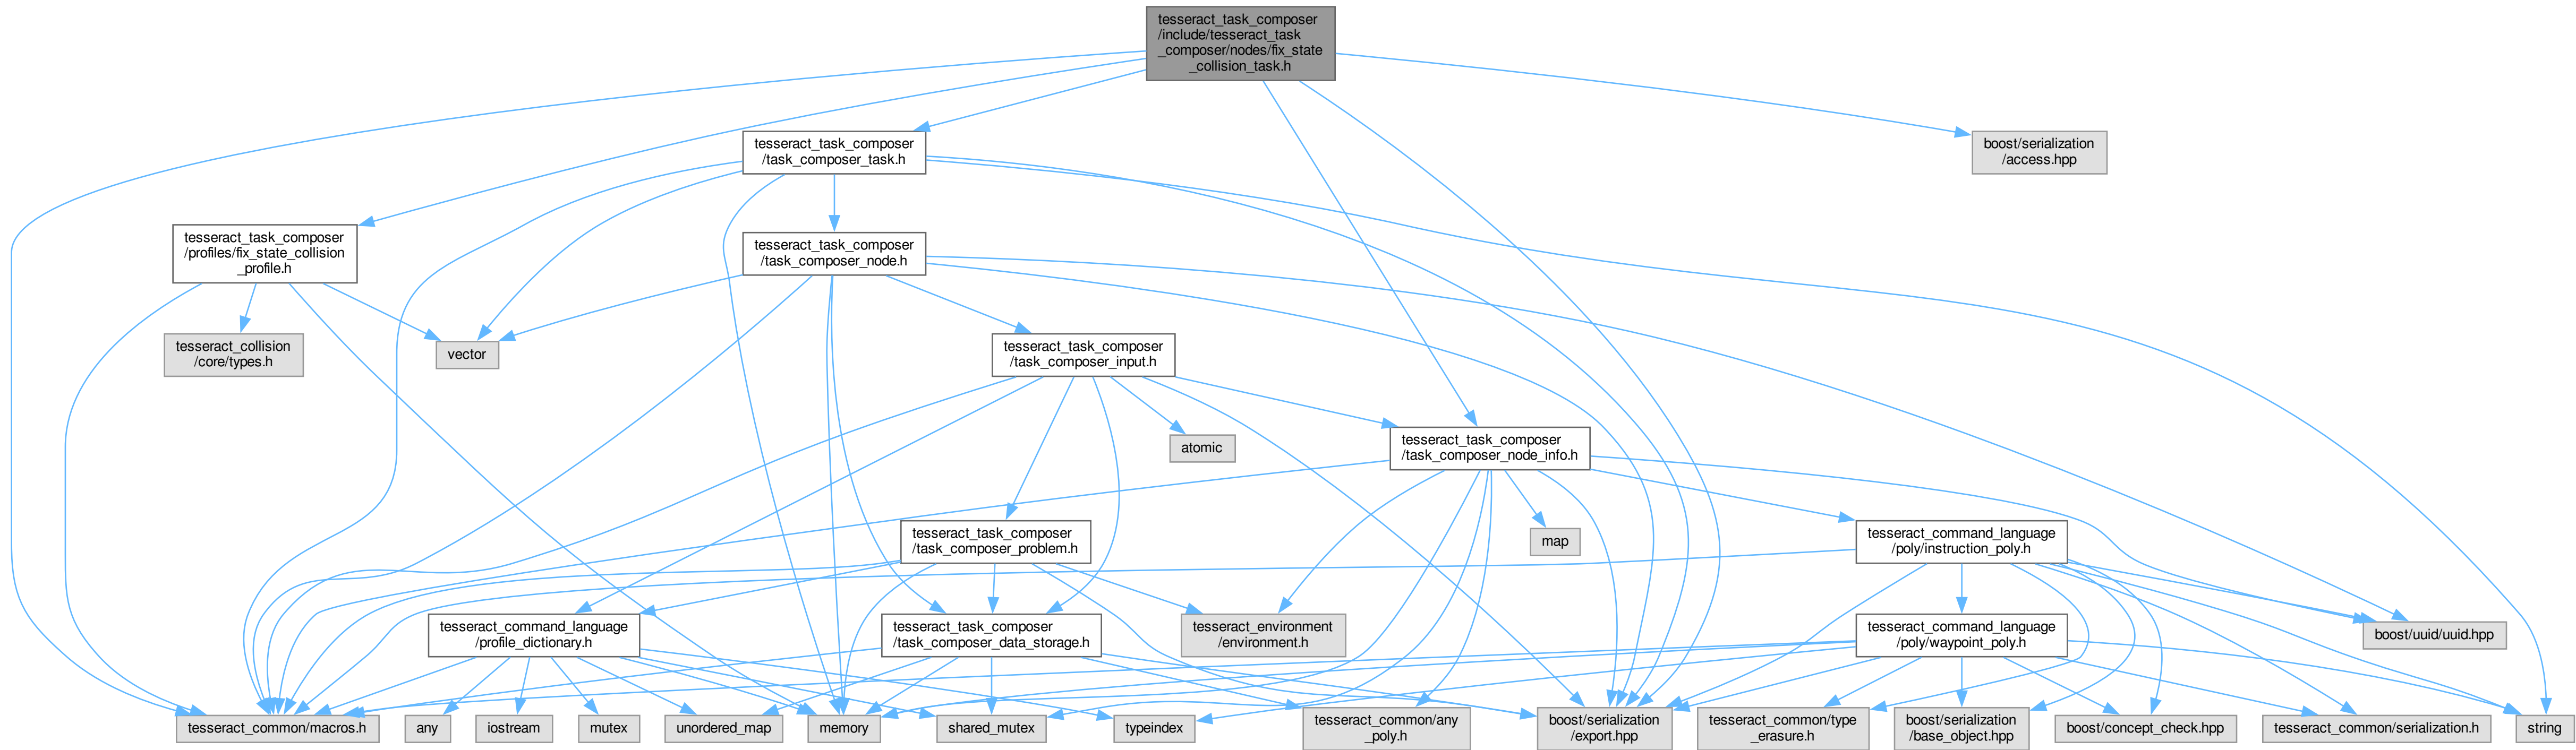 tesseract_task_composer
/include/tesseract_task
_composer/nodes/fix_state
_collision_task.h
tesseract_task_composer
/task_composer_task.h
boost/serialization
/access.hpp
tesseract_task_composer
/profiles/fix_state_collision
_profile.h
tesseract_task_composer
/task_composer_node.h
tesseract_collision
/core/types.h
vector
tesseract_task_composer
/task_composer_input.h
atomic
tesseract_task_composer
/task_composer_node_info.h
tesseract_task_composer
/task_composer_problem.h
map
tesseract_command_language
/poly/instruction_poly.h
tesseract_command_language
/profile_dictionary.h
tesseract_task_composer
/task_composer_data_storage.h
tesseract_environment
/environment.h
tesseract_command_language
/poly/waypoint_poly.h
boost/uuid/uuid.hpp
tesseract_common/macros.h
any
iostream
mutex
unordered_map
memory
shared_mutex
typeindex
tesseract_common/any
_poly.h
boost/serialization
/export.hpp
tesseract_common/type
_erasure.h
boost/serialization
/base_object.hpp
boost/concept_check.hpp
tesseract_common/serialization.h
string